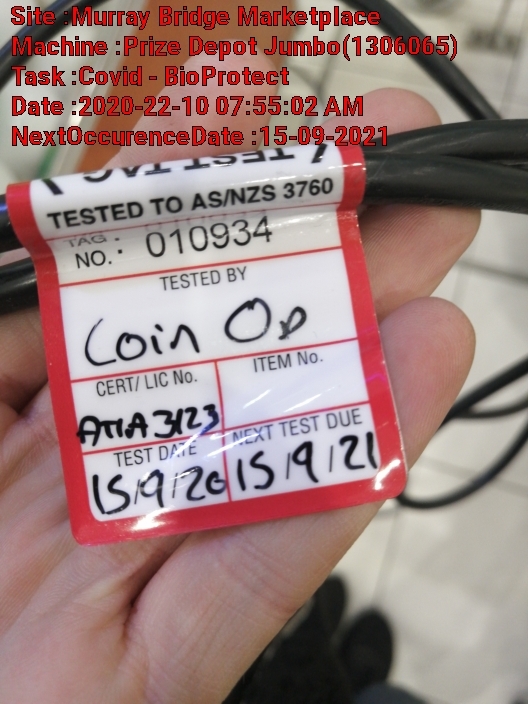 Site :Murray Bridge Marketplace
Machine :Prize Depot Jumbo(1306065)
Task :Covid - BioProtect
Date :2020-22-10 07:55:02 AM
NextOccurenceDate :15-09-2021
TEST TAG
TESTED TO AS/NZS 3760
TAG :
NO.: 010934
TESTED BY
Coin Op
CERT/ LIC No.
ITEM No.
TEST DATE
NEXT TEST DUE
15/9/20
15/9/21